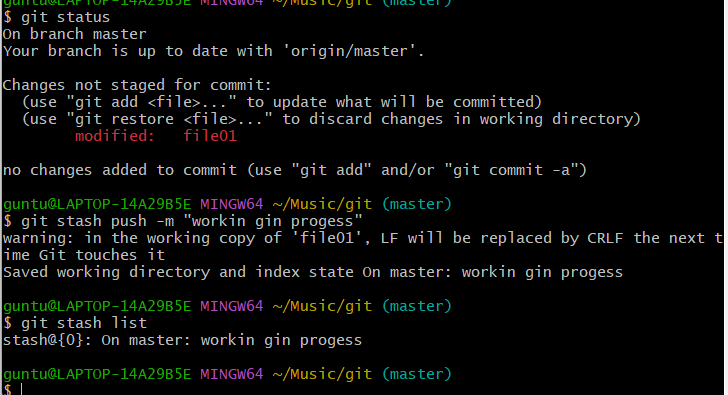 guntu@LAPTOP-14A29B5E MINGW64 ~/Music/git (master)
$ git status
On branch master
Your branch is up to date with 'origin/master'.
Changes not staged for commit:
  (use "git add <file>..." to update what will be committed)
  (use "git restore <file>..." to discard changes in working directory)
        modified:   file01
no changes added to commit (use "git add" and/or "git commit -a")
guntu@LAPTOP-14A29B5E MINGW64 ~/Music/git (master)
$ git stash push -m "workin gin progess"
warning: in the working copy of 'file01', LF will be replaced by CRLF the next t
ime Git touches it
Saved working directory and index state On master: workin gin progess
guntu@LAPTOP-14A29B5E MINGW64 ~/Music/git (master)
$ git stash list
stash@{0}: On master: workin gin progess
guntu@LAPTOP-14A29B5E MINGW64 ~/Music/git (master)
$